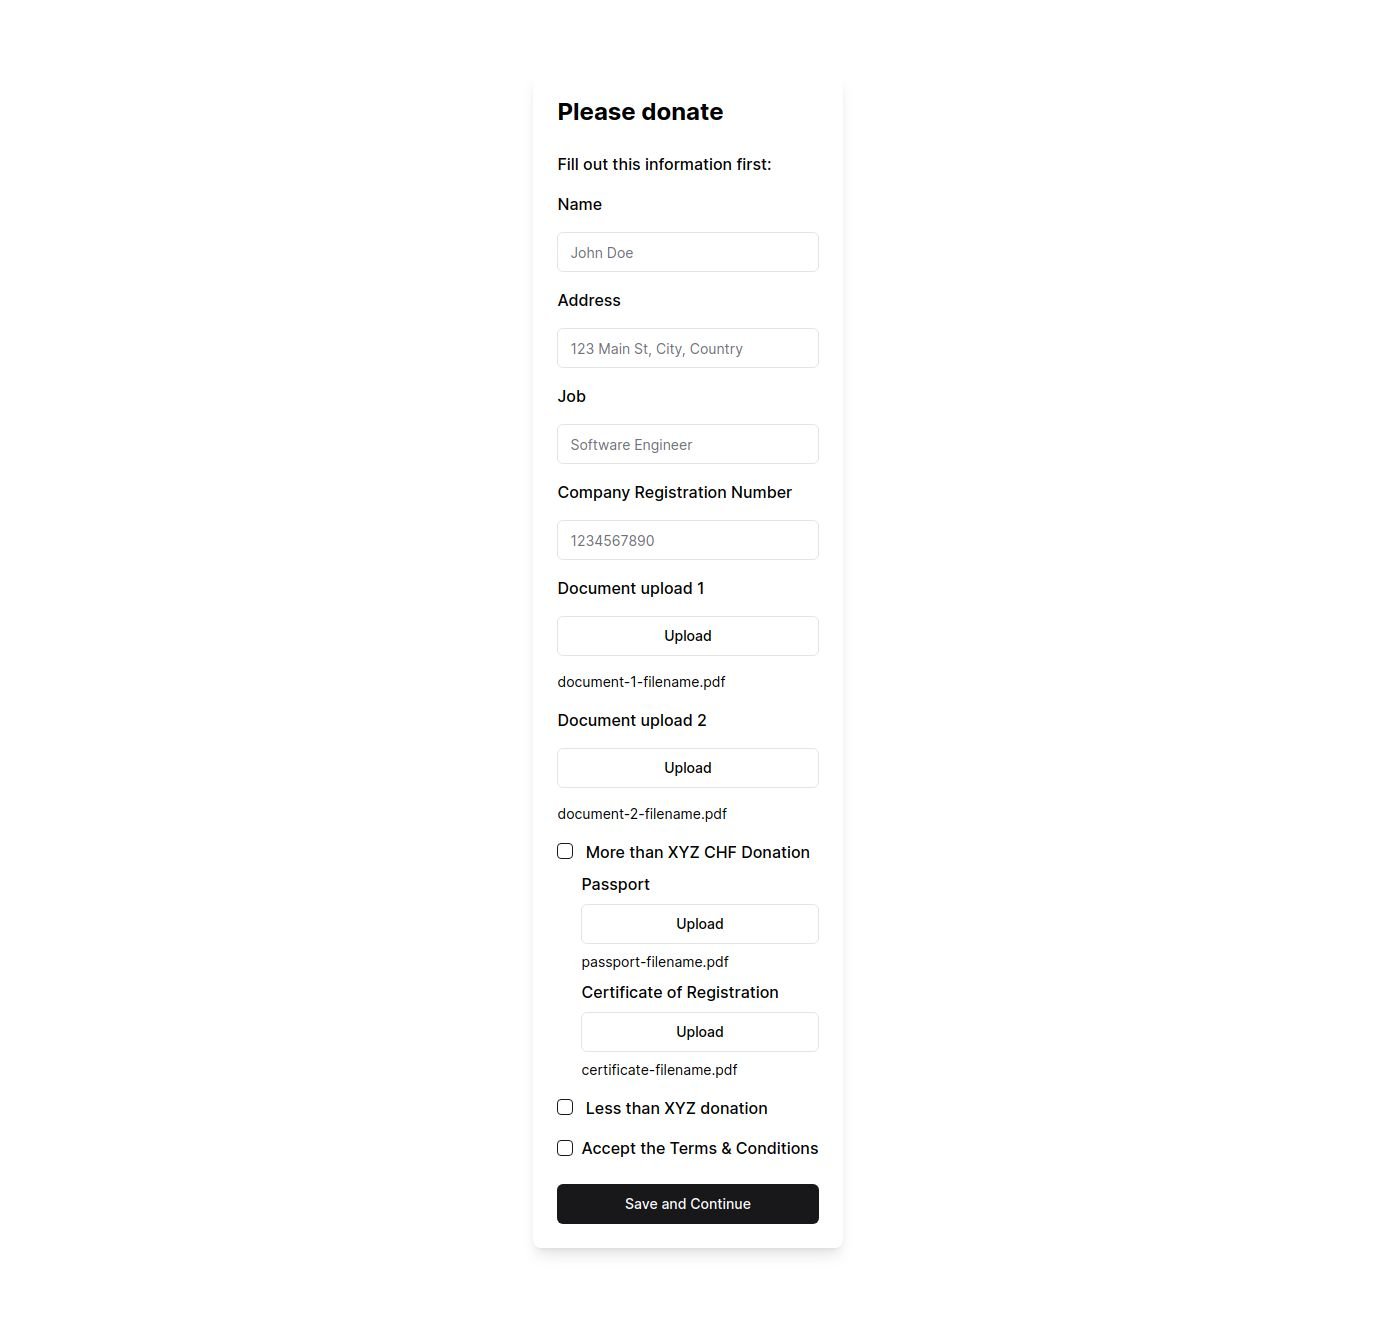 Please donate
Fill out this information first:
Name
John Doe
Address
123 Main St, City, Country
Job
Software Engineer
Company Registration Number
1234567890
Document upload 1
Upload
document-1-filename.pdf
Document upload 2
Upload
document-2-filename.pdf
More than XYZ CHF Donation
Passport
Upload
passport-filename.pdf
Certificate of Registration
Upload
certificate-filename.pdf
Less than XYZ donation
Accept the Terms & Conditions
Save and Continue